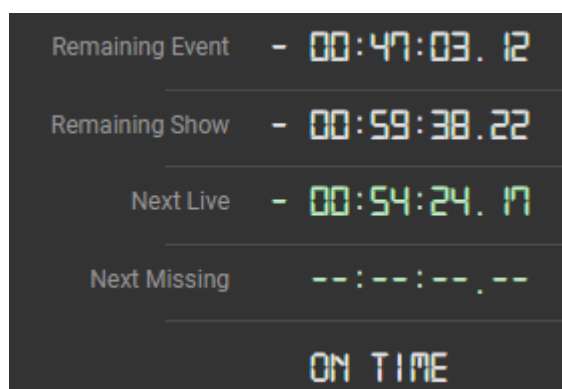 Remaining Event - 00:47:03.12
Remaining Show - 00:59:38.22
Next Live - 00:54:24.17
Next Missing --:--:--.--
ON TIME